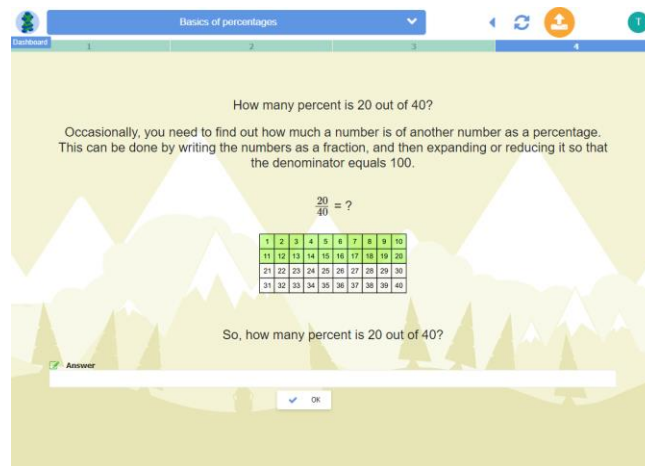 Basics of porcentages
T
Dashboard
1 2 3 4
How many percent is 20 out of 40?
Occasionally, you need to find out how much a number is of another number as a percentage.
This can be done by writing the numbers as a fraction, and then expanding or reducing it so that
the denominator equals 100.
20/40 = ?
1 2 3 4 5 6 7 8 9 10
11 12 13 14 15 16 17 18 19 20
21 22 23 24 25 26 27 28 29 30
31 32 33 34 35 36 37 38 39 40
So, how many percent is 20 out of 40?
Answer
OK